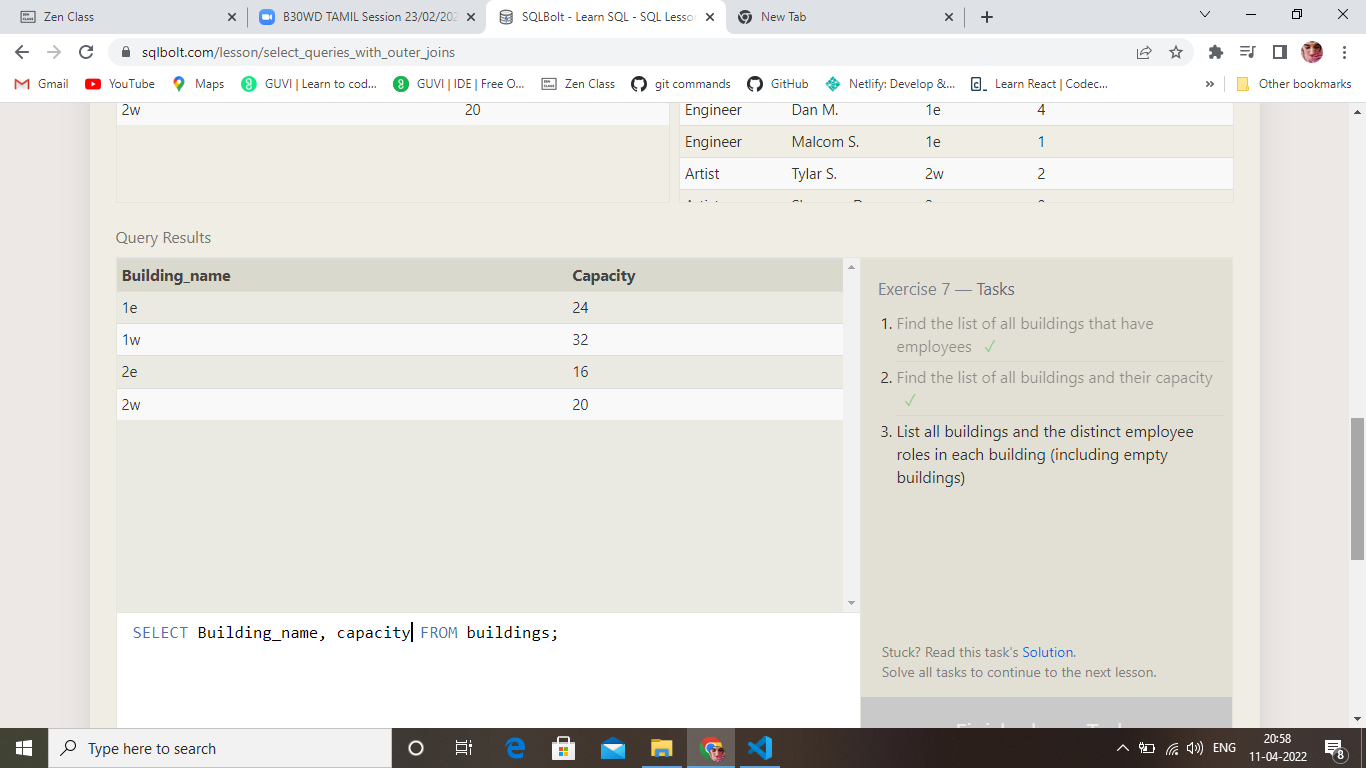 Zen Class
B30WD TAMIL Session 23/02/202
SQLBolt - Learn SQL - SQL Lesson
New Tab
sqlbolt.com/lesson/select_queries_with_outer_joins
Gmail
YouTube
Maps
GUVI | Learn to cod...
GUVI | IDE | Free O...
Zen Class
git commands
GitHub
Netlify: Develop &...
Learn React | Codec...
»
Other bookmarks
2w 20
Engineer Dan M. 1e 4
Engineer Malcom S. 1e 1
Artist Tylar S. 2w 2
Query Results
Building_name Capacity
1e 24
1w 32
2e 16
2w 20
Exercise 7 — Tasks
1. Find the list of all buildings that have
employees ✓
2. Find the list of all buildings and their capacity
✓
3. List all buildings and the distinct employee
roles in each building (including empty
buildings)
SELECT Building_name, capacity FROM buildings;
Stuck? Read this task's Solution.
Solve all tasks to continue to the next lesson.
Type here to search
ENG
20:58
11-04-2022
8